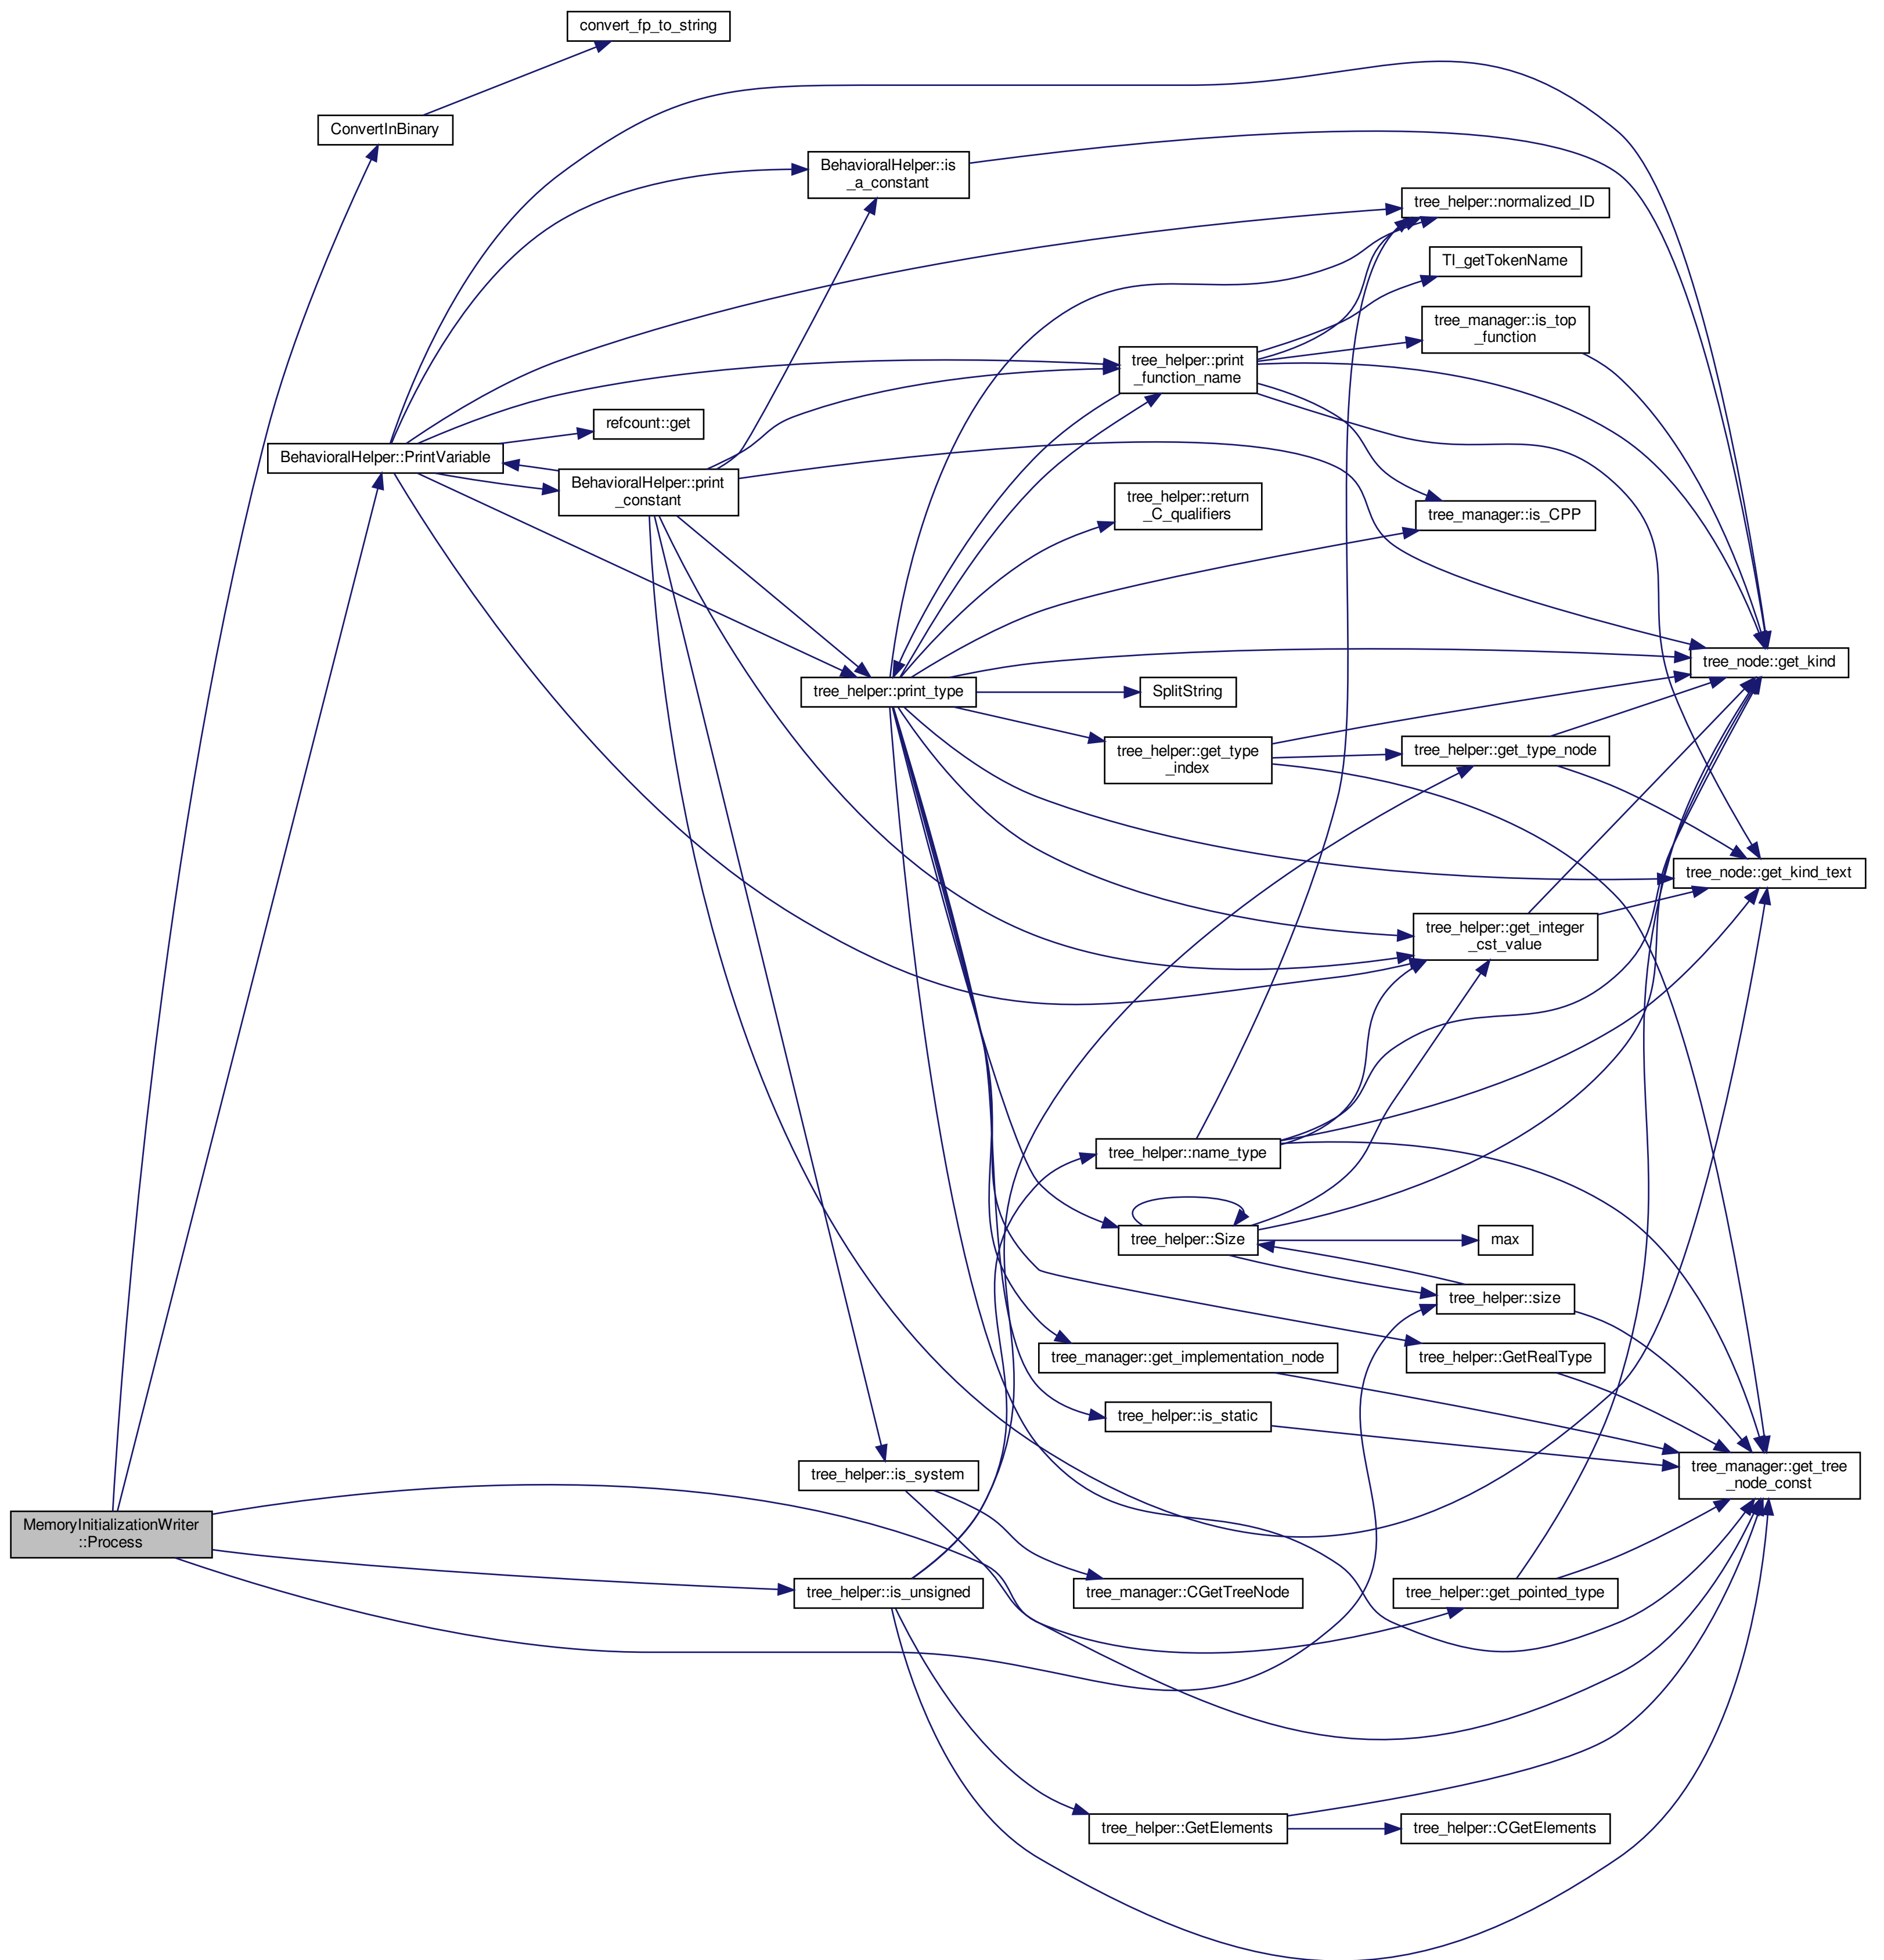 convert_fp_to_string
ConvertInBinary
BehavioralHelper::is
_a_constant
tree_helper::normalized_ID
TI_getTokenName
tree_manager::is_top
_function
tree_helper::print
_function_name
refcount::get
BehavioralHelper::PrintVariable
BehavioralHelper::print
_constant
tree_helper::return
_C_qualifiers
tree_manager::is_CPP
tree_node::get_kind
tree_helper::print_type
SplitString
tree_helper::get_type
_index
tree_helper::get_type_node
tree_node::get_kind_text
tree_helper::get_integer
_cst_value
tree_helper::name_type
tree_helper::Size
max
tree_helper::size
tree_manager::get_implementation_node
tree_helper::GetRealType
tree_helper::is_static
tree_helper::is_system
tree_manager::get_tree
_node_const
MemoryInitializationWriter
::Process
tree_helper::is_unsigned
tree_manager::CGetTreeNode
tree_helper::get_pointed_type
tree_helper::GetElements
tree_helper::CGetElements